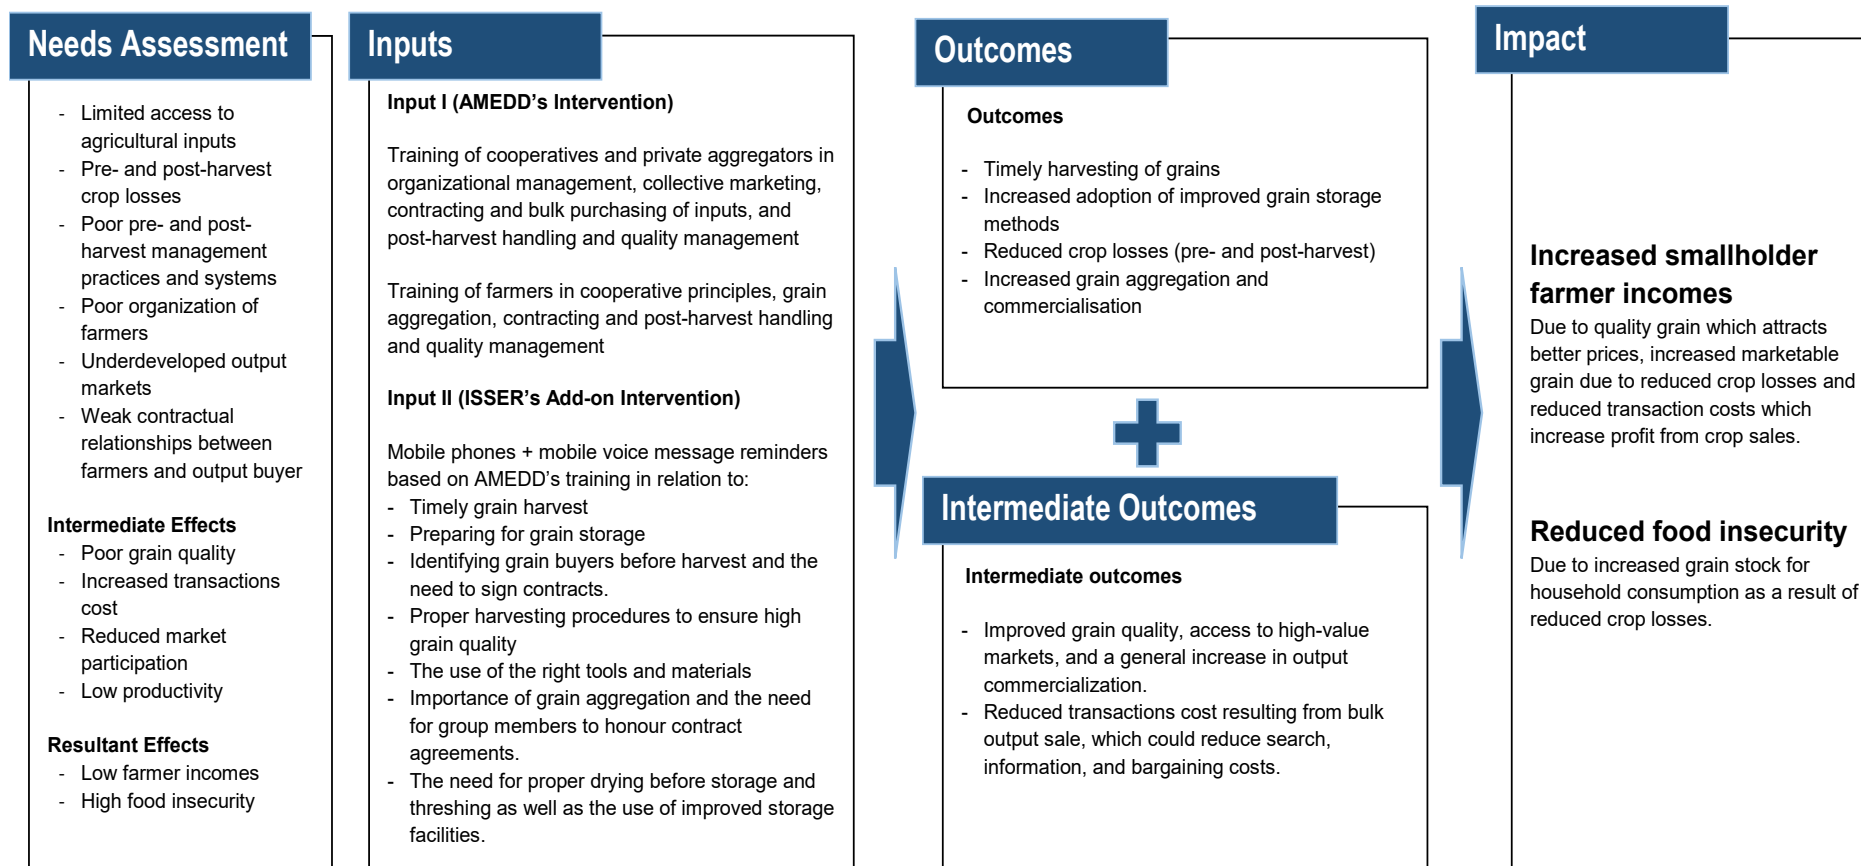 Needs Assessment
- Limited access to
agricultural inputs
- Pre- and post-harvest
crop losses
- Poor pre- and post-
harvest management
practices and systems
- Poor organization of
farmers
- Underdeveloped output
markets
- Weak contractual
relationships between
farmers and output buyer
Intermediate Effects
- Poor grain quality
- Increased transactions
cost
- Reduced market
participation
- Low productivity
Resultant Effects
- Low farmer incomes
- High food insecurity
Inputs
Input I (AMEDD’s Intervention)
Training of cooperatives and private aggregators in
organizational management, collective marketing,
contracting and bulk purchasing of inputs, and
post-harvest handling and quality management
Training of farmers in cooperative principles, grain
aggregation, contracting and post-harvest handling
and quality management
Input II (ISSER’s Add-on Intervention)
Mobile phones + mobile voice message reminders
based on AMEDD’s training in relation to:
- Timely grain harvest
- Preparing for grain storage
- Identifying grain buyers before harvest and the
need to sign contracts.
- Proper harvesting procedures to ensure high
grain quality
- The use of the right tools and materials
- Importance of grain aggregation and the need
for group members to honour contract
agreements.
- The need for proper drying before storage and
threshing as well as the use of improved storage
facilities.
Outcomes
Outcomes
- Timely harvesting of grains
- Increased adoption of improved grain storage
methods
- Reduced crop losses (pre- and post-harvest)
- Increased grain aggregation and
commercialisation
Intermediate Outcomes
Intermediate outcomes
- Improved grain quality, access to high-value
markets, and a general increase in output
commercialization.
- Reduced transactions cost resulting from bulk
output sale, which could reduce search,
information, and bargaining costs.
Impact
Increased smallholder
farmer incomes
Due to quality grain which attracts
better prices, increased marketable
grain due to reduced crop losses and
reduced transaction costs which
increase profit from crop sales.
Reduced food insecurity
Due to increased grain stock for
household consumption as a result of
reduced crop losses.